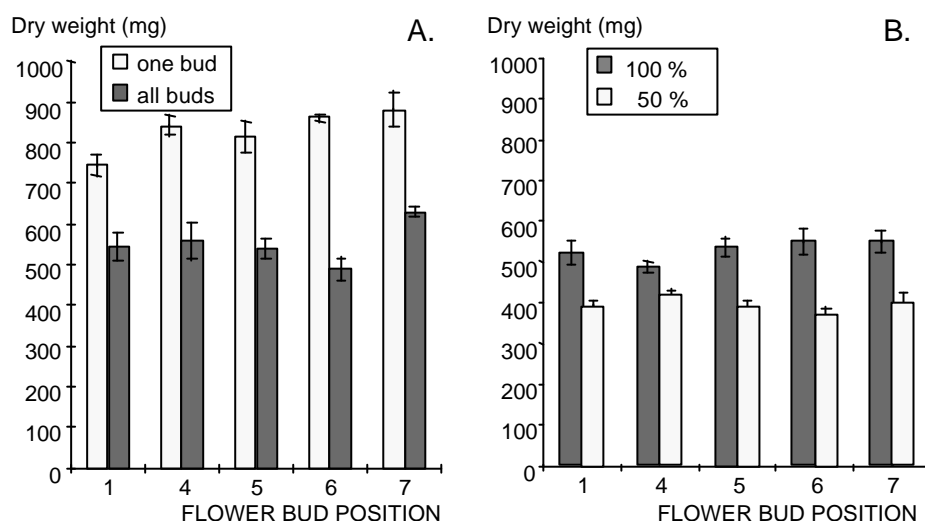 Dry weight (mg)
A.
one bud
all buds
1000
900
800
700
600
500
400
300
200
100
0
1 4 5 6 7
FLOWER BUD POSITION
Dry weight (mg)
B.
100 %
50 %
1000
900
800
700
600
500
400
300
200
100
0
1 4 5 6 7
FLOWER BUD POSITION